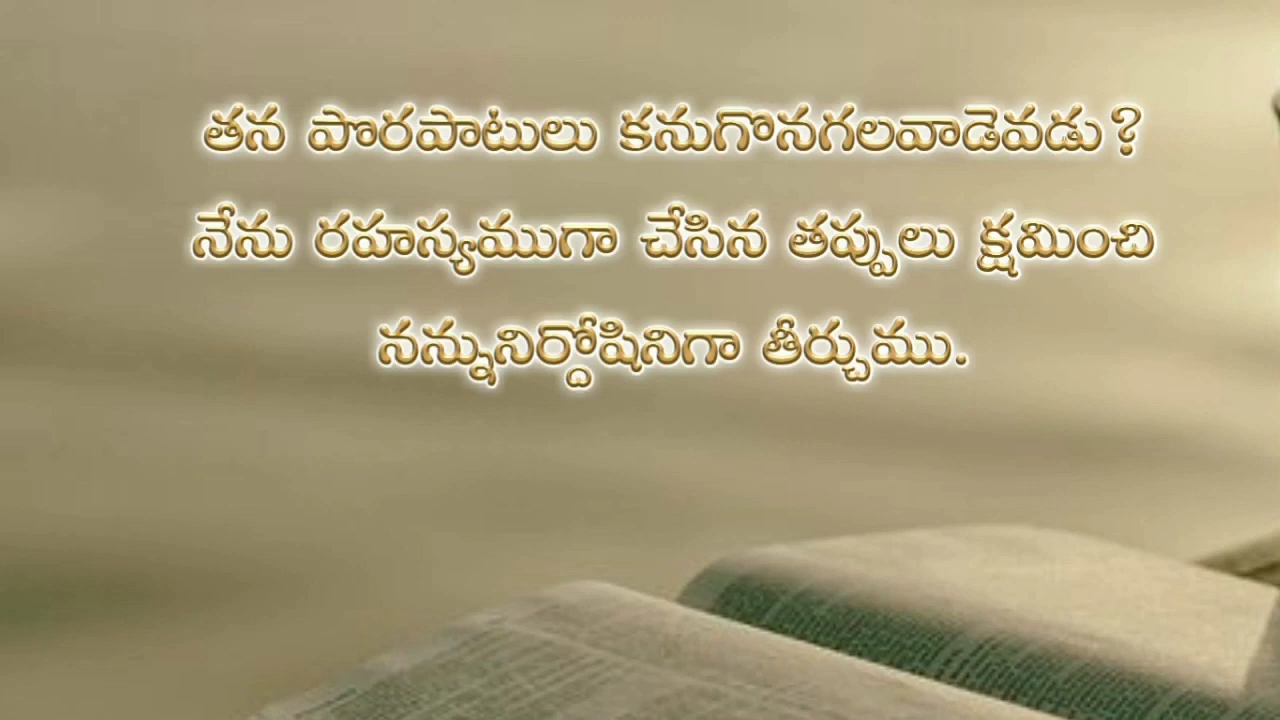 తన పొరపాటులు కనుగొనగలవాడెవడు?
నేను రహస్యముగా చేసిన తప్పులు క్షమించి
నన్నునిర్దోషినిగా తీర్చుము.